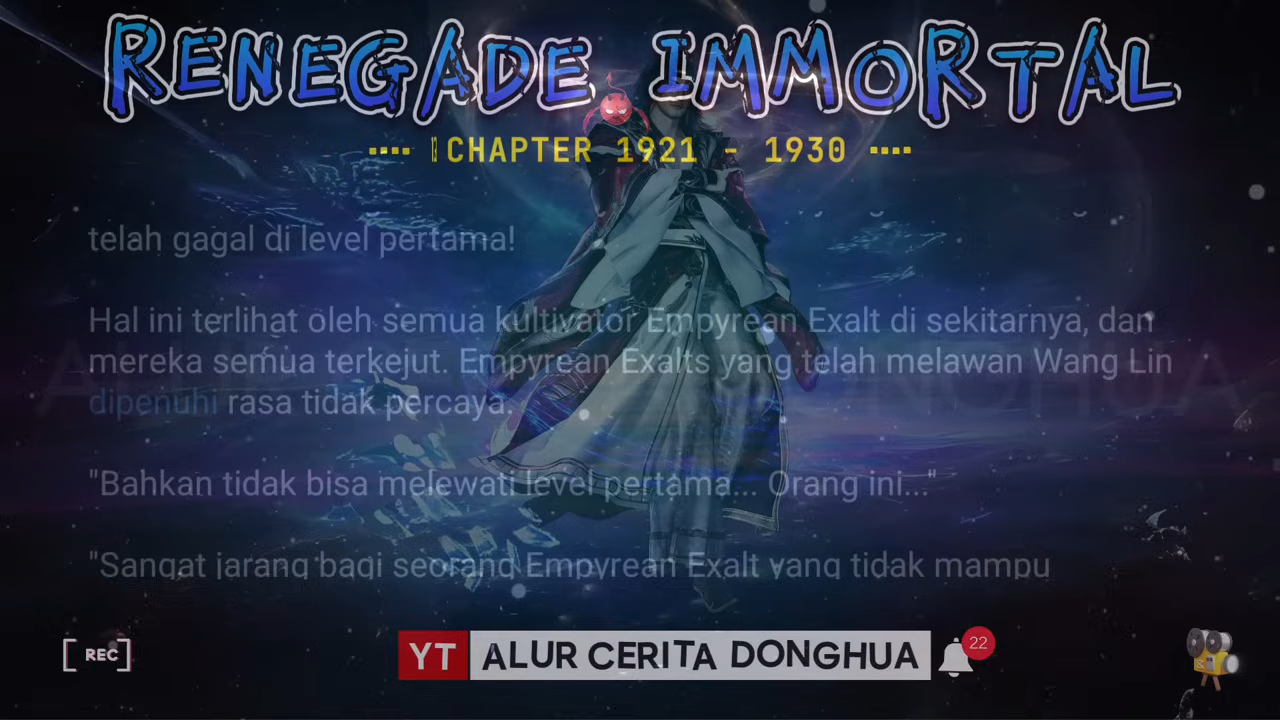 RENEGADE IMMORTAL
CHAPTER 1921 - 1930
telah gagal di level pertama!
Hal ini terlihat oleh semua kultivator Empyrean Exalt di sekitarnya, dan
mereka semua terkejut. Empyrean Exalts yang telah melawan Wang Lin
dipenuhi rasa tidak percaya.
"Bahkan tidak bisa melewati level pertama... Orang ini..."
"Sangat jarang bagi seorang Empyrean Exalt yang tidak mampu
[REC]
YT ALUR CERITA DONGHUA
22